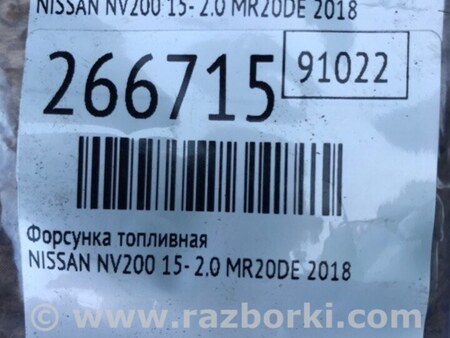 NISSAN NV200 15- 2.0 MR20DE 2018
266715
91022
Форсунка топливная
NISSAN NV200 15- 2.0 MR20DE 2018
© www.razborki.com